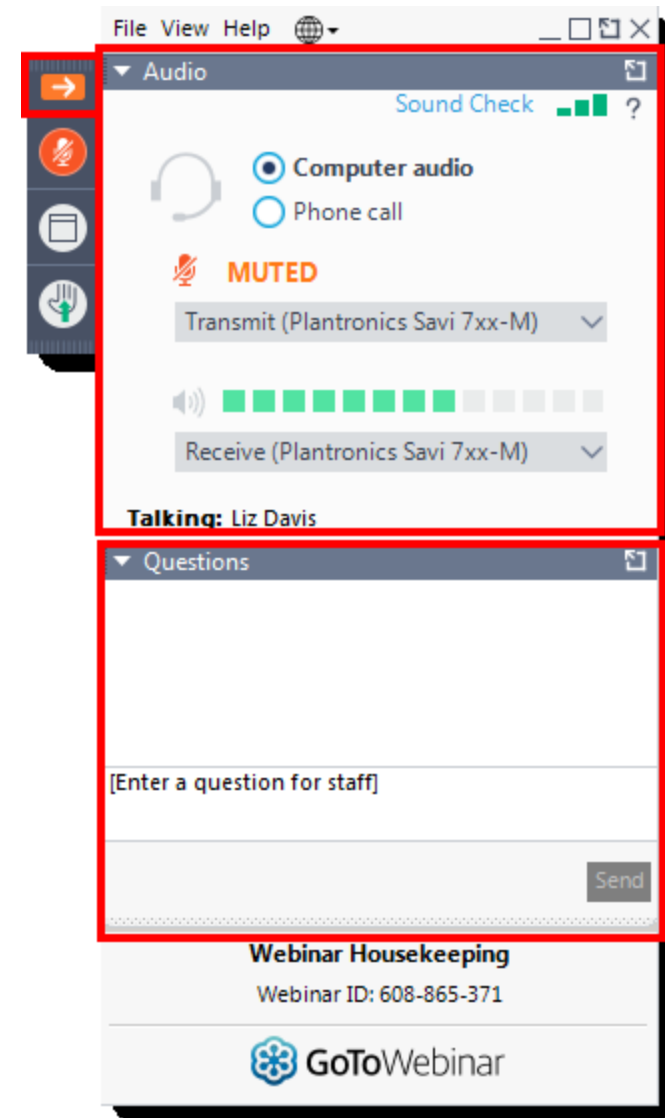 File View Help
Audio
Sound Check ?
Computer audio
Phone call
MUTED
Transmit (Plantronics Savi 7xx-M)
Receive (Plantronics Savi 7xx-M)
Talking: Liz Davis
Questions
[Enter a question for staff]
Send
Webinar Housekeeping
Webinar ID: 608-865-371
GoToWebinar